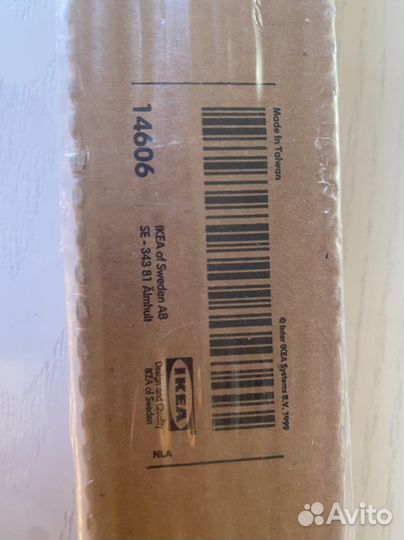 Made in Taiwan
© Inter IKEA Systems B.V. 1999
14606
IKEA of Sweden AB
SE - 343 81 Älmhult
IKEA
Design and Quality
IKEA of Sweden
NLA
Avito